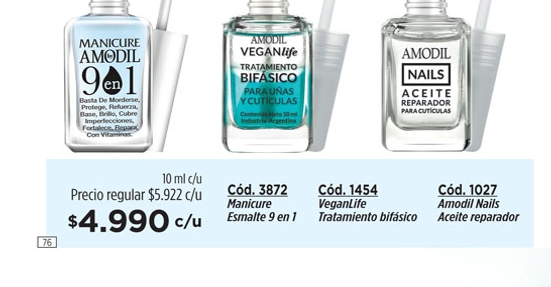 MANICURE
AMODIL
9 en 1
Basta De Morderse,
Protege, Refuerza,
Base, Brillo, Cubre
Imperfecciones,
Fortalece, Repara,
Con Vitaminas.
AMODIL
VEGANlife
TRATAMIENTO
BIFÁSICO
PARA UÑAS
Y CUTÍCULAS
Contenido Neto 10 ml
Industria Argentina
AMODIL
NAILS
ACEITE
REPARADOR
PARA CUTÍCULAS
10 ml c/u
Precio regular $5.922 c/u
$4.990 c/u
Cód. 3872
Manicure
Esmalte 9 en 1
Cód. 1454
VeganLife
Tratamiento bifásico
Cód. 1027
Amodil Nails
Aceite reparador
76